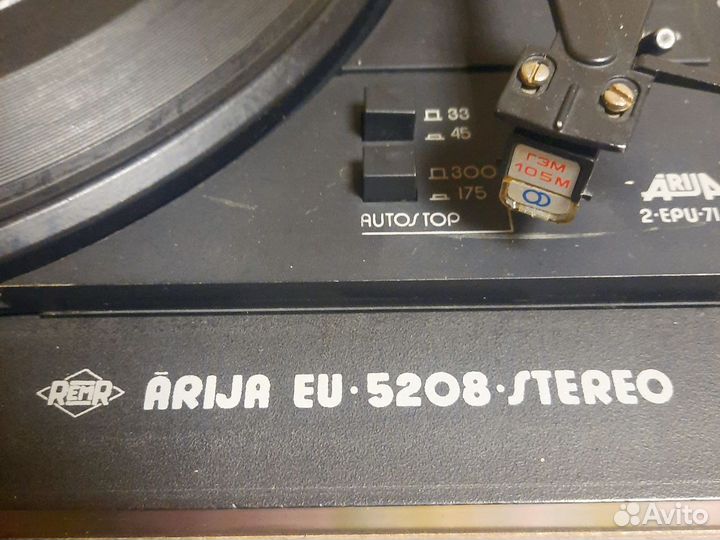 33
45
300
175
AUTOSTOP
ГЗМ
105М
ĀRIJA
2-EPU-71
REMR
ĀRIJA EU·5208·STEREO
Avito